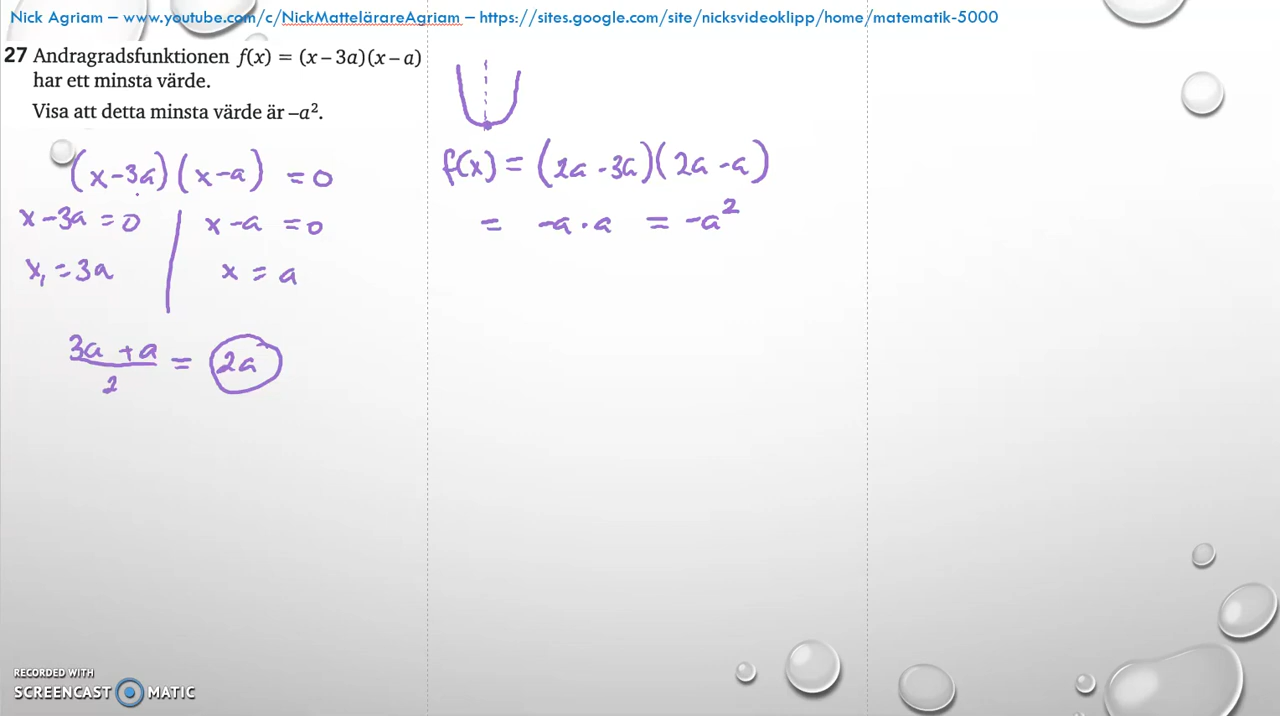 Nick Agriam – www.youtube.com/c/NickMattelärareAgriam – https://sites.google.com/site/nicksvideoklipp/home/matematik-5000
27 Andragradsfunktionen f(x) = (x – 3a)(x – a)
har ett minsta värde.
Visa att detta minsta värde är –a².
(x-3a)(x-a) = 0
x-3a = 0 | x-a = 0
x₁ = 3a | x = a
(3a + a)/2 = 2a
f(x) = (2a - 3a)(2a - a)
= -a · a = -a²
RECORDED WITH
SCREENCAST MATIC